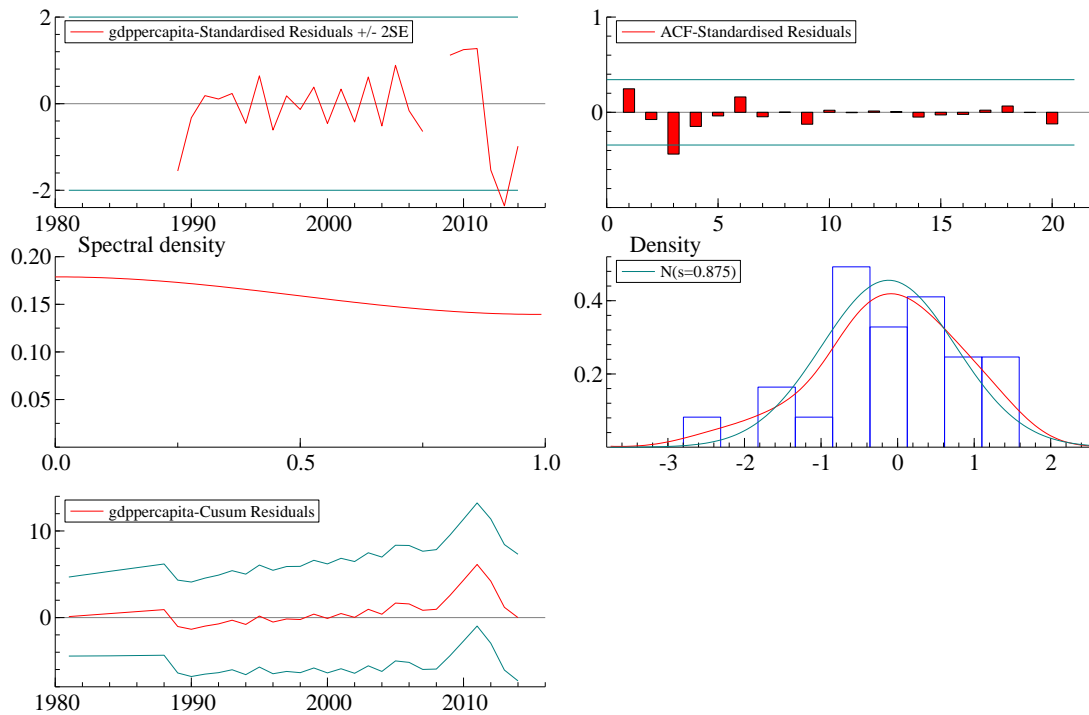 2
gdppercapita-Standardised Residuals +/- 2SE
0
-2
1980 1990 2000 2010
1
ACF-Standardised Residuals
0
0 5 10 15 20
Spectral density
0.20
0.15
0.10
0.05
0.0 0.5 1.0
Density
N(s=0.875)
0.4
0.2
-3 -2 -1 0 1 2
gdppercapita-Cusum Residuals
10
0
1980 1990 2000 2010